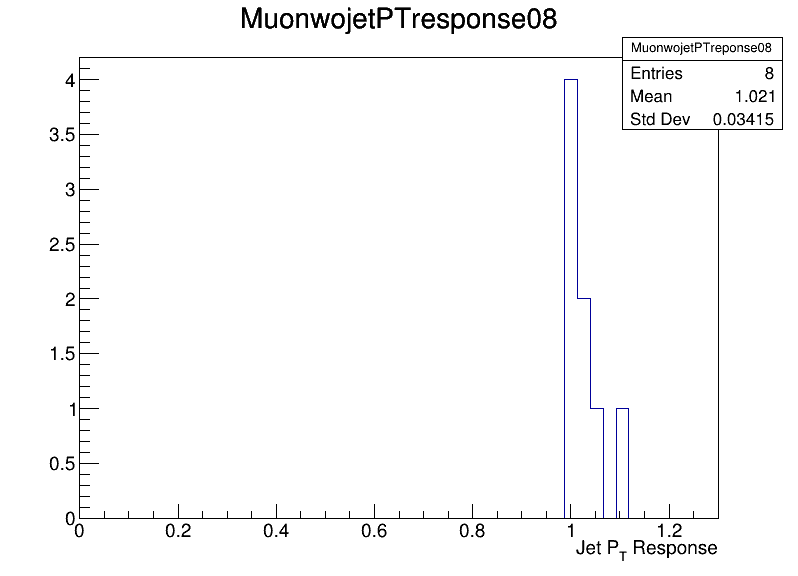 MuonwojetPTresponse08
MuonwojetPTreponse08
Entries 8
Mean 1.021
Std Dev 0.03415
4
3.5
3
2.5
2
1.5
1
0.5
0
0 0.2 0.4 0.6 0.8 1 1.2
Jet P_T Response